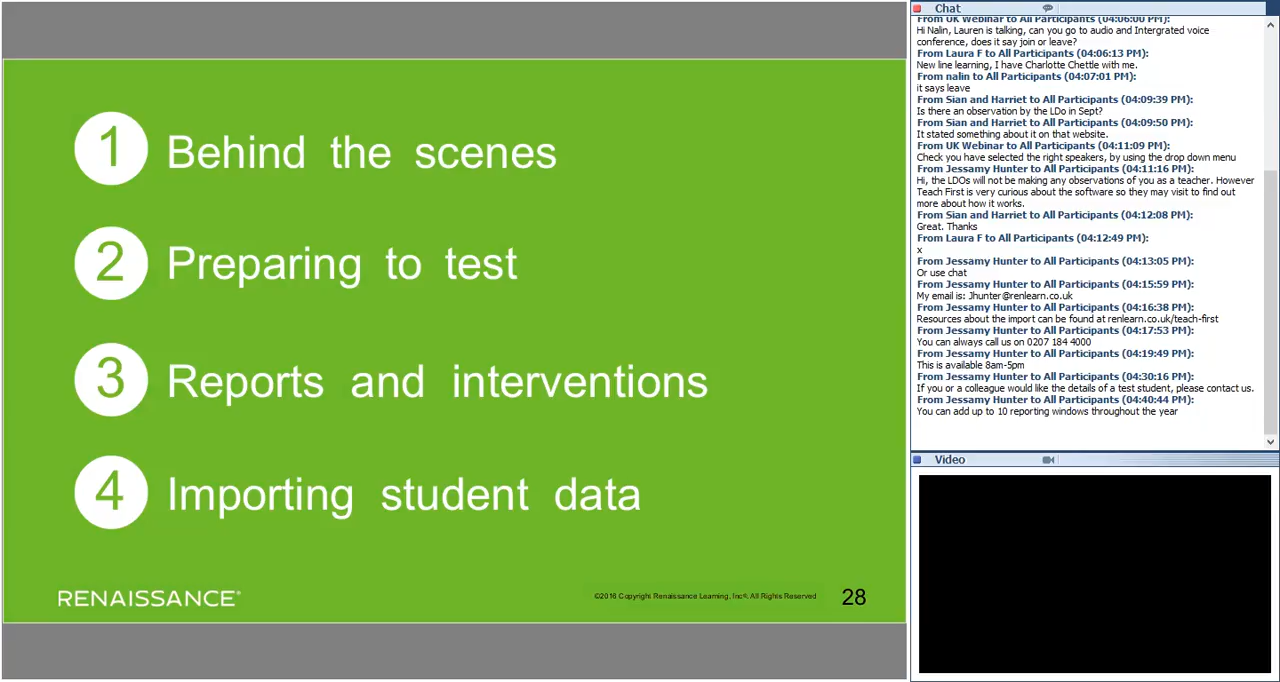 1 Behind the scenes
2 Preparing to test
3 Reports and interventions
4 Importing student data
RENAISSANCE®
©2016 Copyright Renaissance Learning, Inc®. All Rights Reserved
28
Chat
From UK Webinar to All Participants (04:06:00 PM):
Hi Nalin, Lauren is talking, can you go to audio and Intergrated voice
conference, does it say join or leave?
From Laura F to All Participants (04:06:13 PM):
New line learning, I have Charlotte Chettle with me.
From nalin to All Participants (04:07:01 PM):
it says leave
From Sian and Harriet to All Participants (04:09:39 PM):
Is there an observation by the LDo in Sept?
From Sian and Harriet to All Participants (04:09:50 PM):
It stated something about it on that website.
From UK Webinar to All Participants (04:11:09 PM):
Check you have selected the right speakers, by using the drop down menu
From Jessamy Hunter to All Participants (04:11:16 PM):
Hi, the LDOs will not be making any observations of you as a teacher. However
Teach First is very curious about the software so they may visit to find out
more about how it works.
From Sian and Harriet to All Participants (04:12:08 PM):
Great. Thanks
From Laura F to All Participants (04:12:49 PM):
x
From Jessamy Hunter to All Participants (04:13:05 PM):
Or use chat
From Jessamy Hunter to All Participants (04:15:59 PM):
My email is: Jhunter@renlearn.co.uk
From Jessamy Hunter to All Participants (04:16:38 PM):
Resources about the import can be found at renlearn.co.uk/teach-first
From Jessamy Hunter to All Participants (04:17:53 PM):
You can always call us on 0207 184 4000
From Jessamy Hunter to All Participants (04:19:49 PM):
This is available 8am-5pm
From Jessamy Hunter to All Participants (04:30:16 PM):
If you or a colleague would like the details of a test student, please contact us.
From Jessamy Hunter to All Participants (04:40:44 PM):
You can add up to 10 reporting windows throughout the year
Video